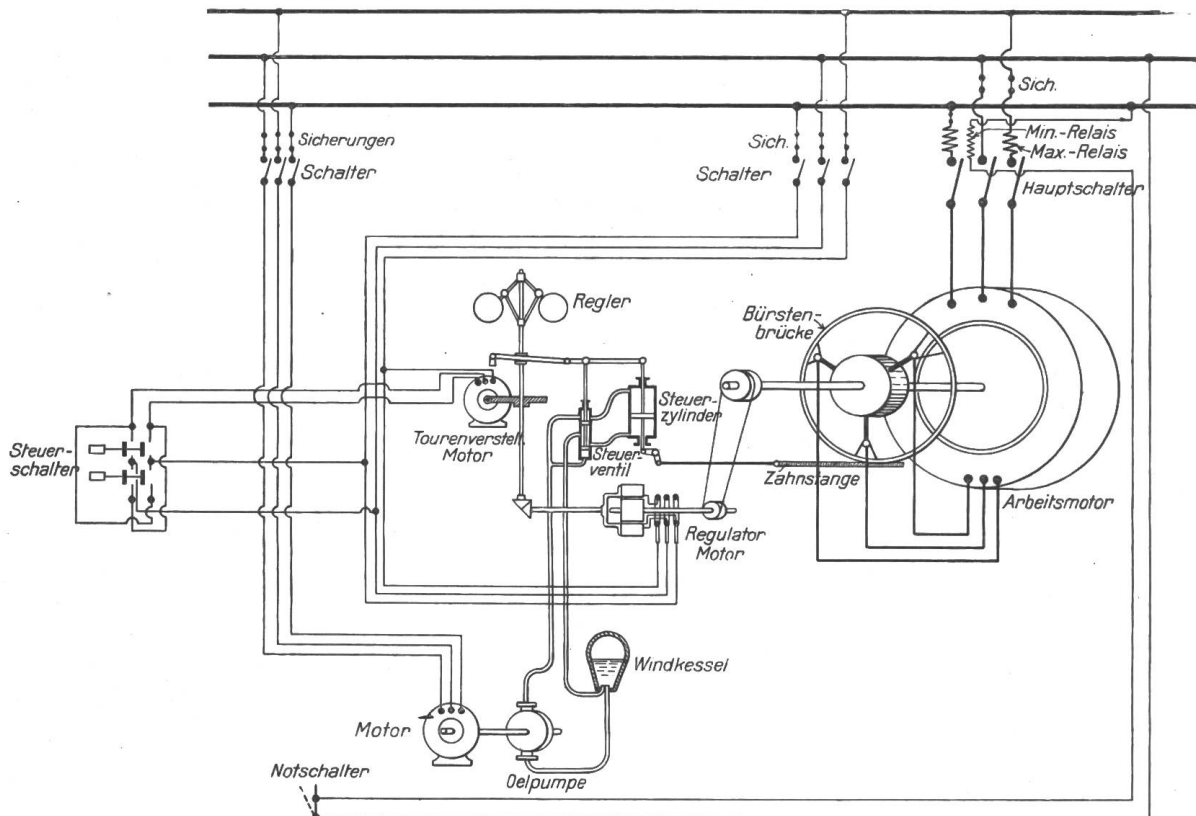 Sich.
Sicherungen
Sich.
Min.-Relais
Max.-Relais
Schalter
Schalter
Hauptschalter
Regler
Bürsten-
brücke
Steuer-
zylinder
Tourenverstell.
Motor
Steuer-
ventil
Steuer-
schalter
Zahnstange
Arbeitsmotor
Regulator
Motor
Windkessel
Motor
Oelpumpe
Notschalter